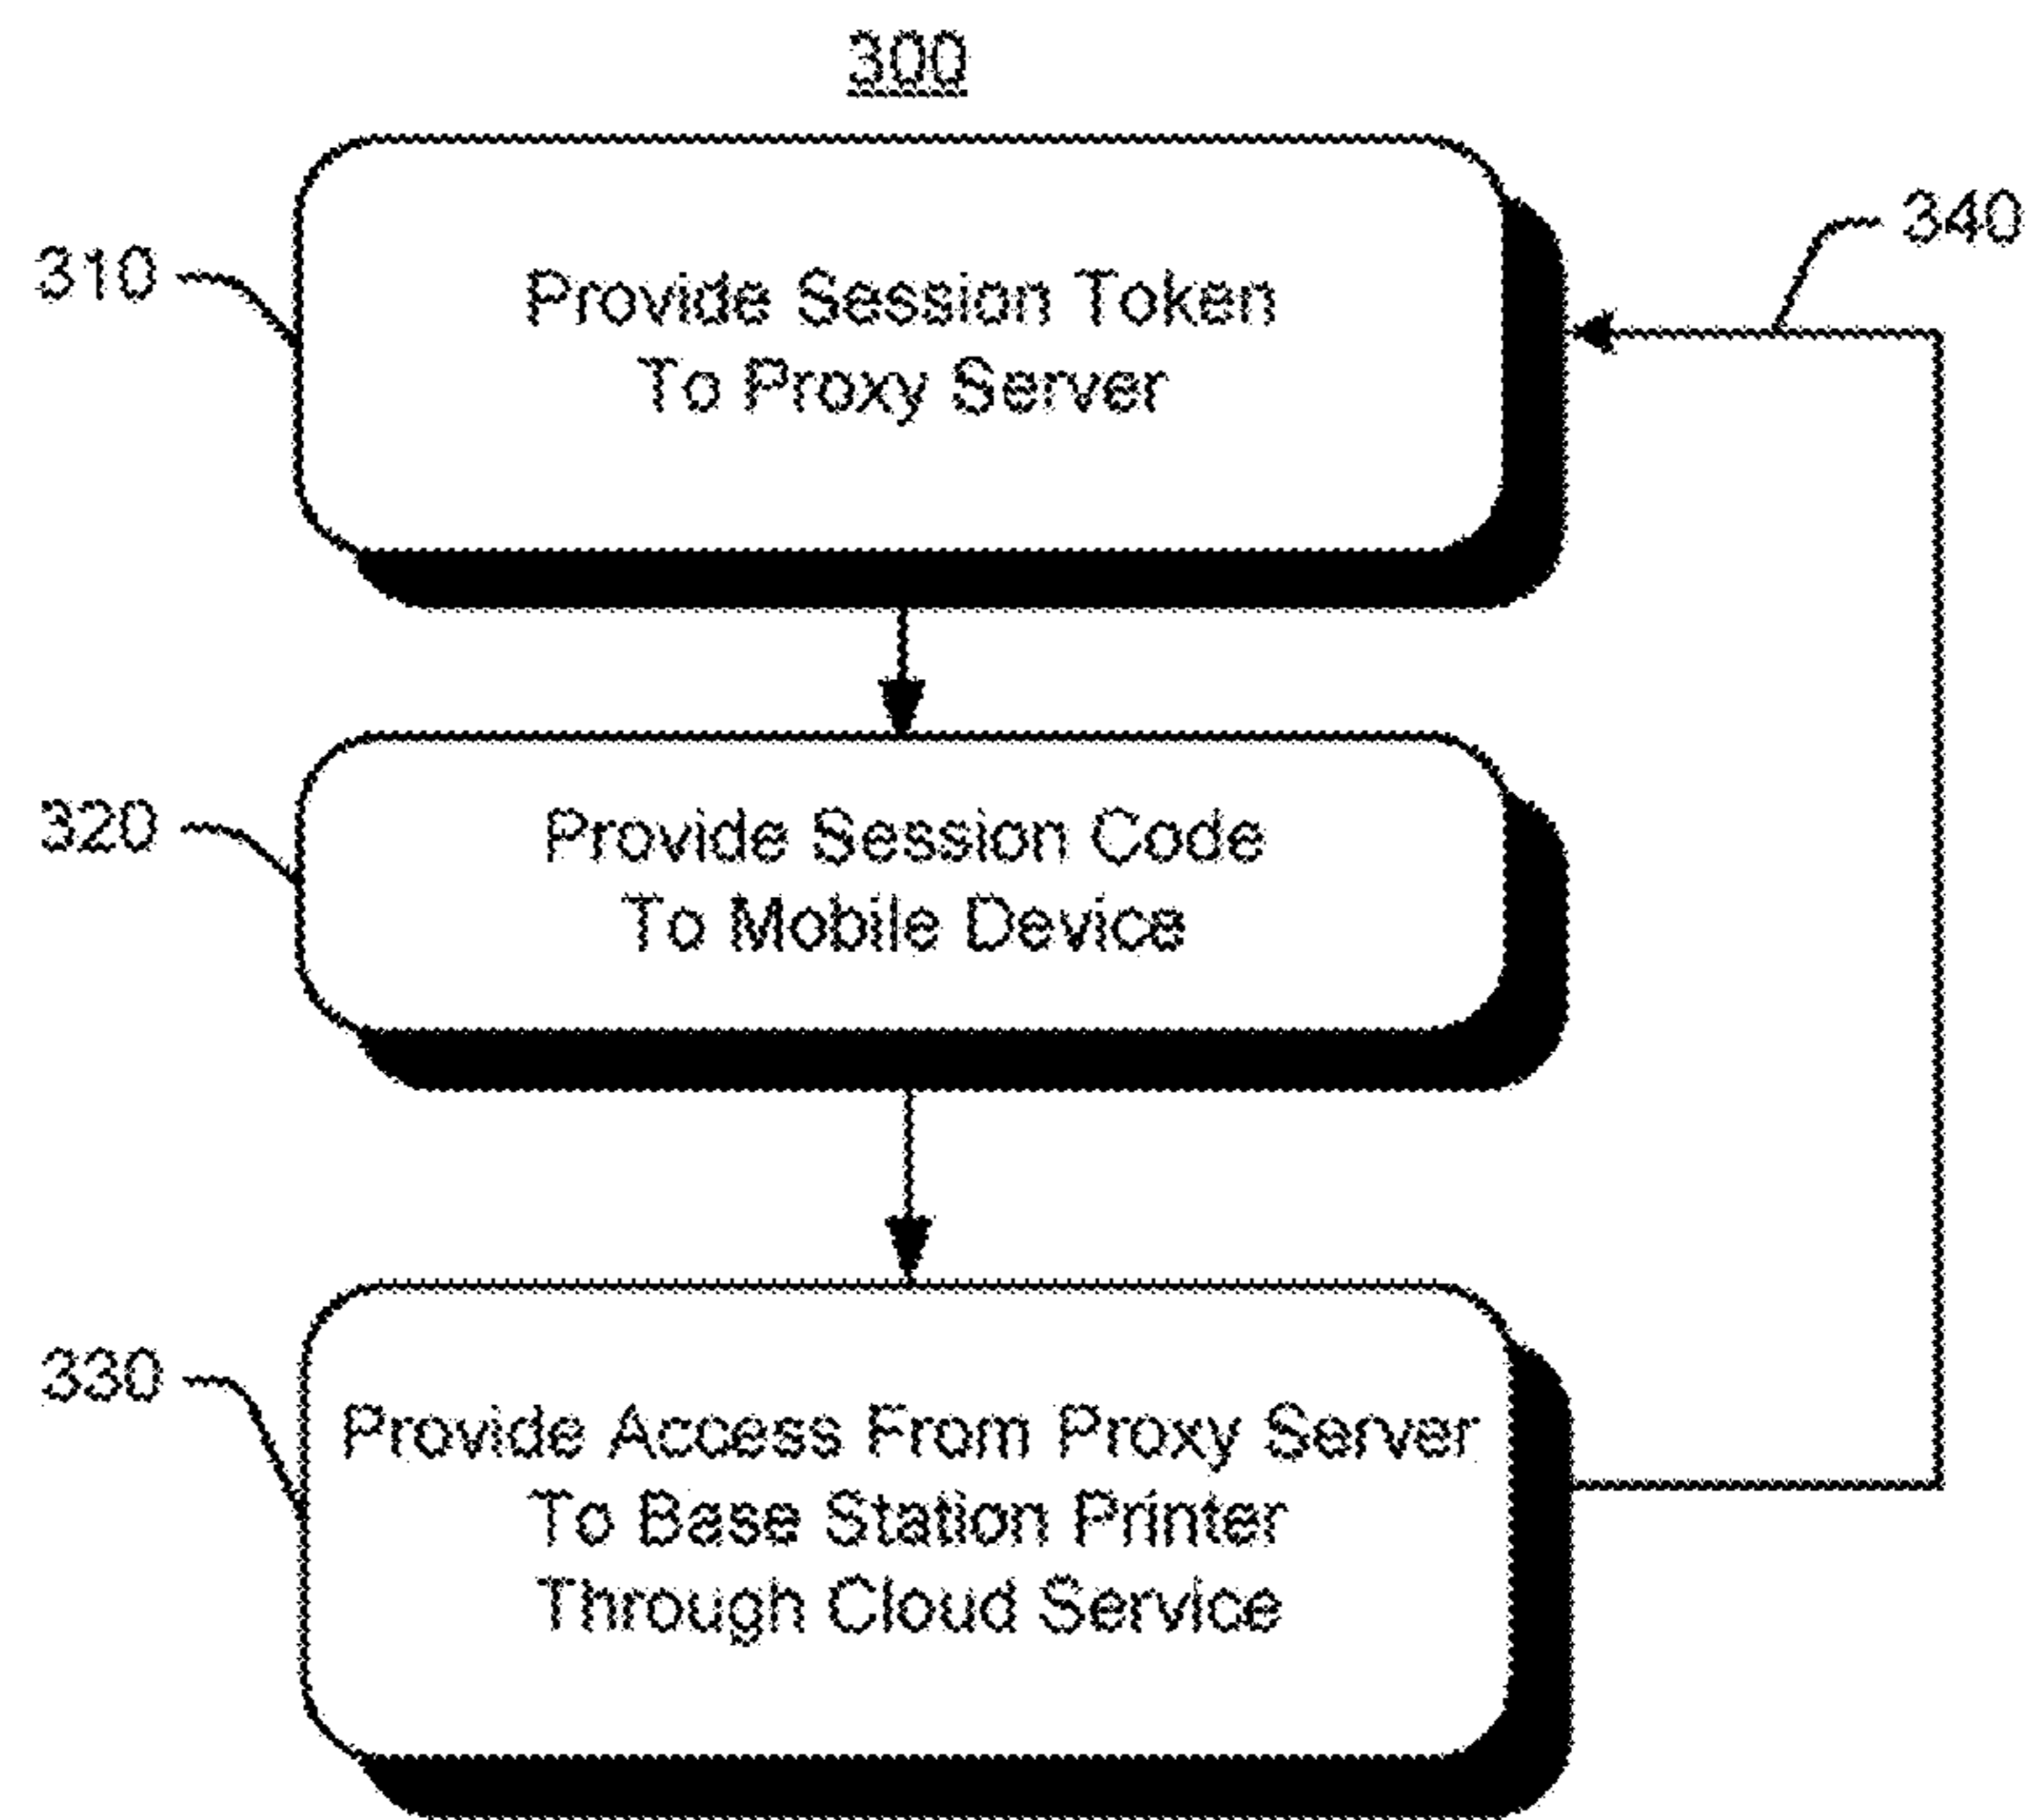 300
310
Provide Session Token
To Proxy Server
340
320
Provide Session Code
To Mobile Device
330
Provide Access From Proxy Server
To Base Station Printer
Through Cloud Service